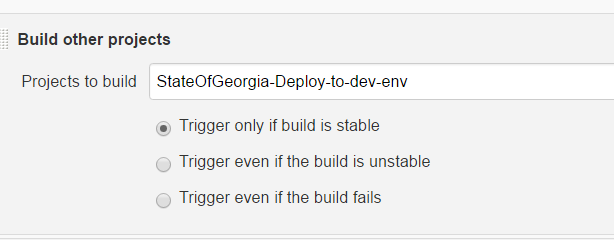 Build other projects
Projects to build StateOfGeorgia-Deploy-to-dev-env
Trigger only if build is stable
Trigger even if the build is unstable
Trigger even if the build fails